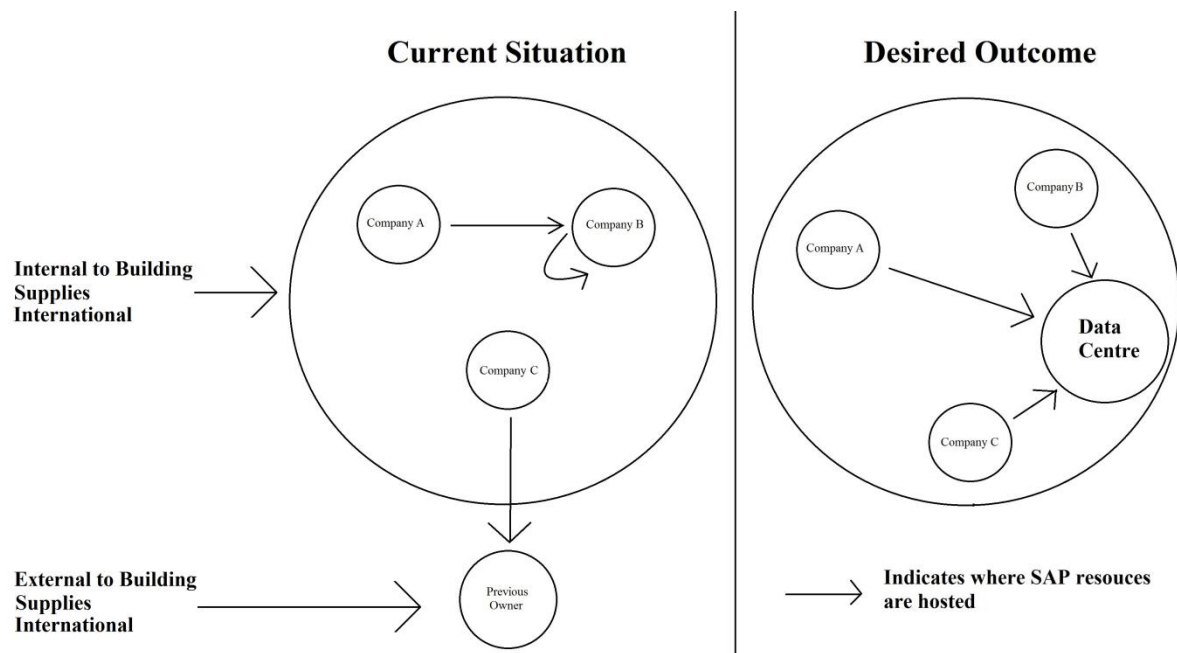 Current Situation
Company A
Company B
Company C
Internal to Building
Supplies
International
Previous
Owner
External to Building
Supplies
International
Desired Outcome
Company B
Company A
Data
Centre
Company C
Indicates where SAP resouces
are hosted